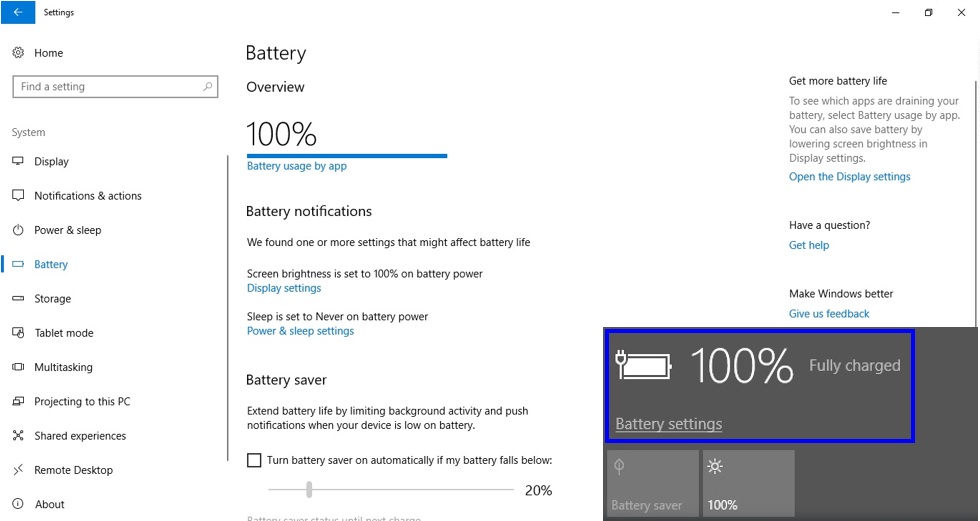 Settings
Home
Find a setting
System
Display
Notifications & actions
Power & sleep
Battery
Storage
Tablet mode
Multitasking
Projecting to this PC
Shared experiences
Remote Desktop
About
Battery
Overview
100%
Battery usage by app
Battery notifications
We found one or more settings that might affect battery life
Screen brightness is set to 100% on battery power
Display settings
Sleep is set to Never on battery power
Power & sleep settings
Battery saver
Extend battery life by limiting background activity and push
notifications when your device is low on battery.
Turn battery saver on automatically if my battery falls below:
20%
Battery saver status until next charge
Get more battery life
To see which apps are draining your
battery, select Battery usage by app.
You can also save battery by
lowering screen brightness in
Display settings.
Open the Display settings
Have a question?
Get help
Make Windows better
Give us feedback
100% Fully charged
Battery settings
Battery saver
100%